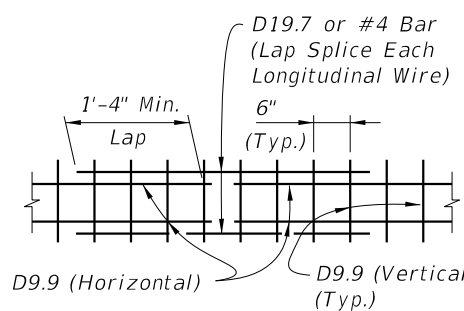 D19.7 or #4 Bar
(Lap Splice Each
Longitudinal Wire)
1'-4" Min.
Lap
6"
(Typ.)
D9.9 (Horizontal)
D9.9 (Vertical
(Typ.)